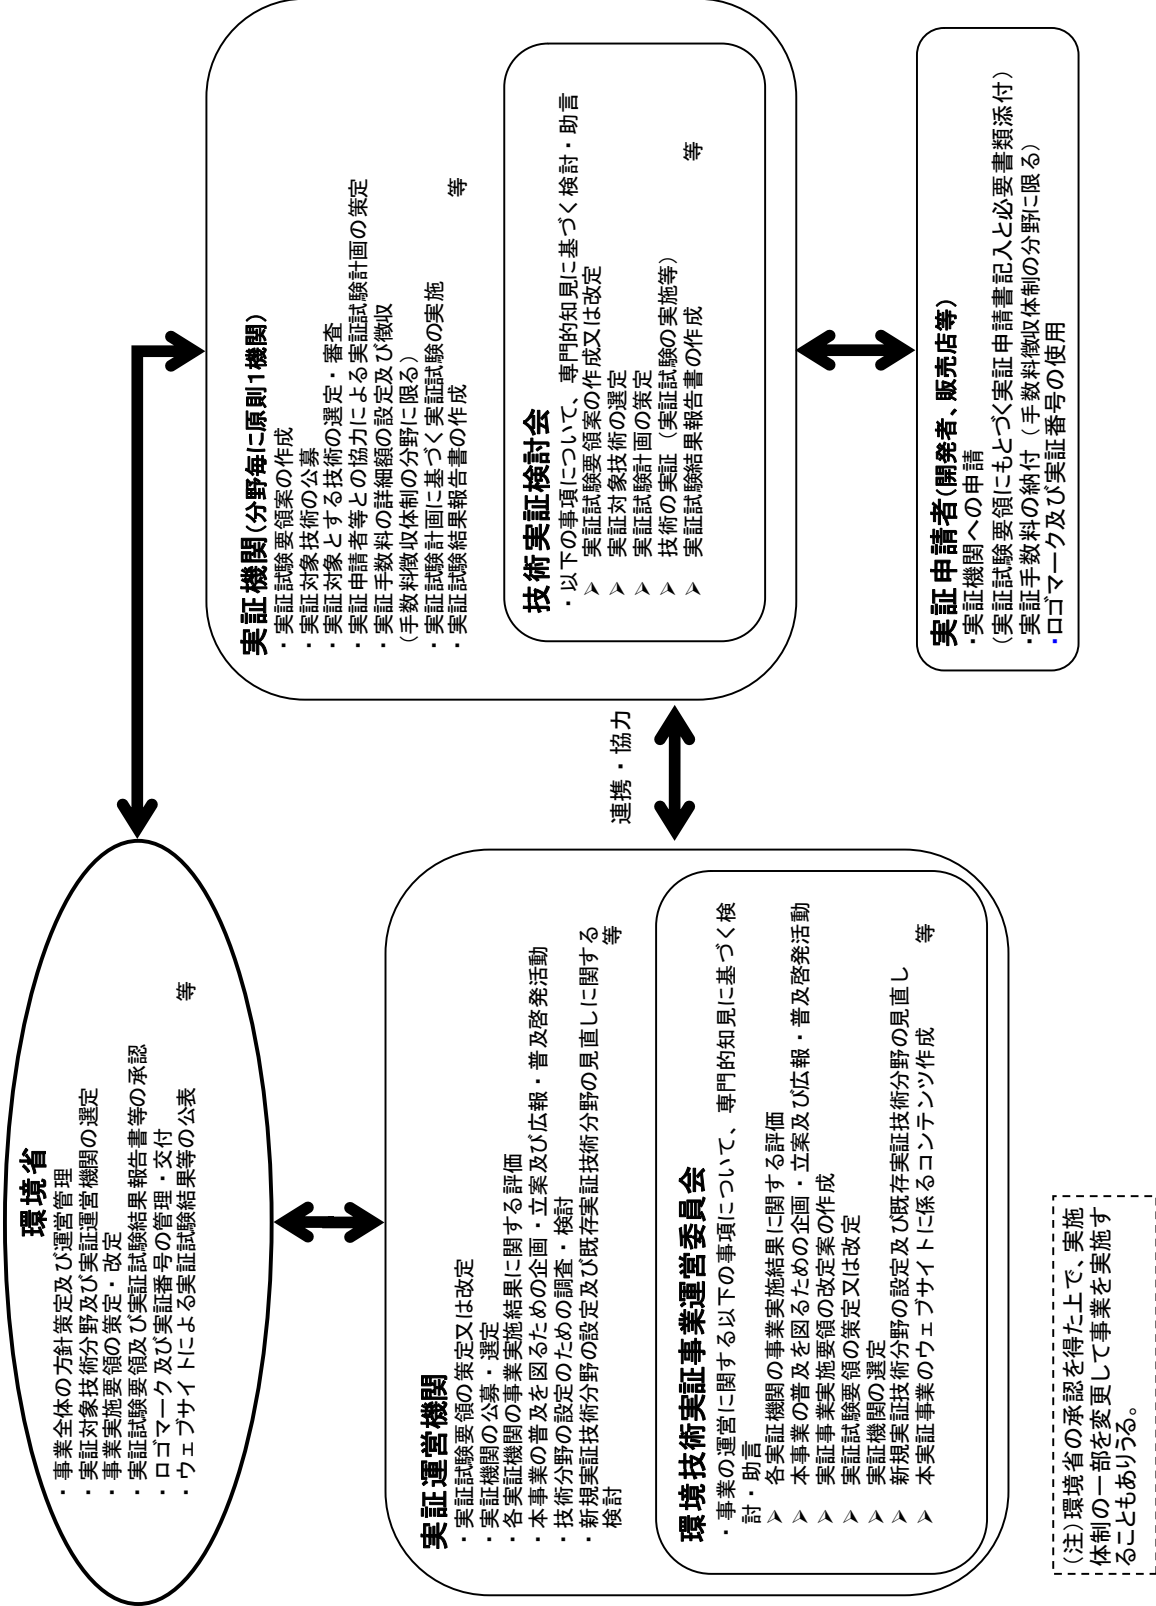 環境省
・事業全体の方針策定及び運営管理
・実証対象技術分野及び実証運営機関の選定
・事業実施要領の策定・改定
・実証試験要領及び実証試験結果報告書等の承認
・ロゴマーク及び実証番号の管理・交付
・ウェブサイトによる実証試験結果等の公表
等
実証運営機関
・実証試験要領の策定又は改定
・実証機関の公募・選定
・各実証機関の事業実施結果に関する評価
・本事業の普及を図るための企画・立案及び広報・普及啓発活動
・技術分野の設定のための調査・検討
・新規実証技術分野の設定及び既存実証技術分野の見直しに関する
検討
等
環境技術実証事業運営委員会
・事業の運営に関する以下の事項について、専門的知見に基づく検
討・助言
➢ 各実証機関の事業実施結果に関する評価
➢ 本事業の普及を図るための企画・立案及び広報・普及啓発活動
➢ 実証事業実施要領の改定案の作成
➢ 実証試験要領の策定又は改定
➢ 実証機関の選定
➢ 新規実証技術分野の設定及び既存実証技術分野の見直し
➢ 本実証事業のウェブサイトに係るコンテンツ作成
等
連携・協力
実証機関(分野毎に原則1機関)
・実証試験要領案の作成
・実証対象技術の公募
・実証対象とする技術の選定・審査
・実証申請者等との協力による実証試験計画の策定
・実証手数料の詳細額の設定及び徴収
(手数料徴収体制の分野に限る)
・実証試験計画に基づく実証試験の実施
・実証試験結果報告書の作成
等
技術実証検討会
・以下の事項について、専門的知見に基づく検討・助言
➢ 実証試験要領案の作成又は改定
➢ 実証対象技術の選定
➢ 実証試験計画の策定
➢ 技術の実証(実証試験の実施等)
➢ 実証試験結果報告書の作成
等
実証申請者(開発者、販売店等)
・実証機関への申請
(実証試験要領にもとづく実証申請書記入と必要書類添付)
・実証手数料の納付(手数料徴収体制の分野に限る)
・ロゴマーク及び実証番号の使用
(注)環境省の承認を得た上で、実施
体制の一部を変更して事業を実施す
ることもありうる。